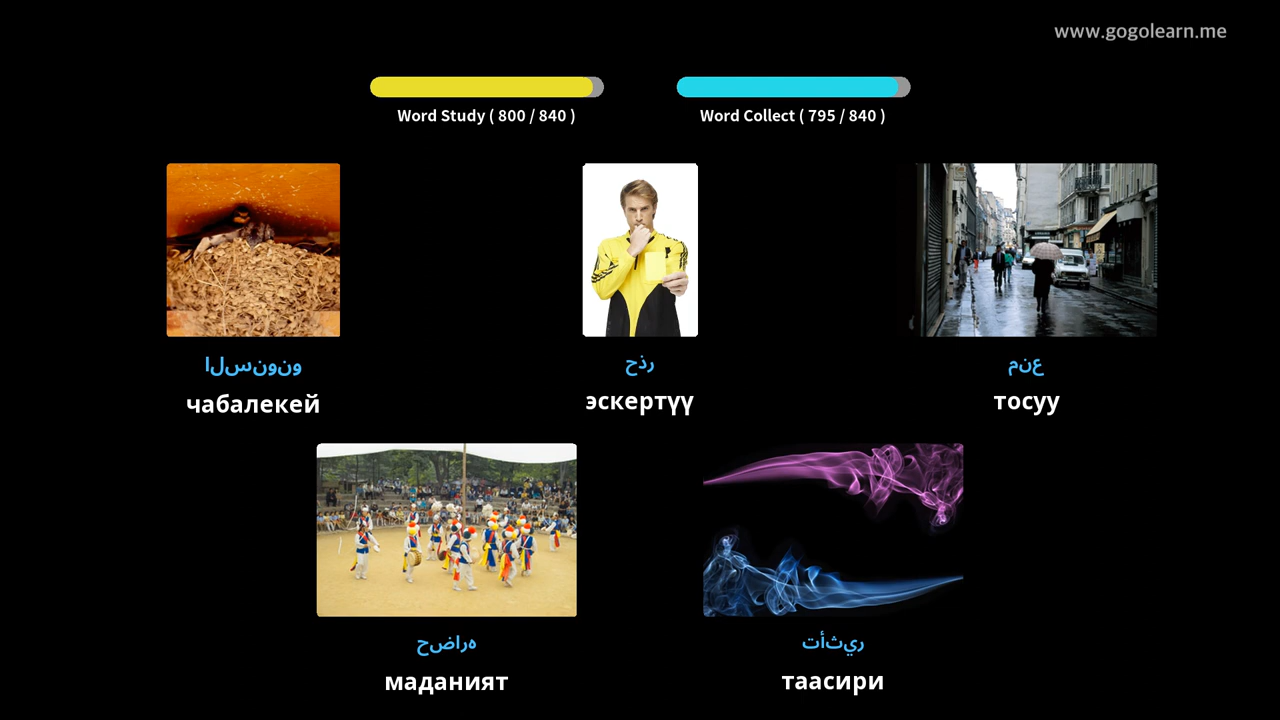 www.gogolearn.me
Word Study ( 800 / 840 )
Word Collect ( 795 / 840 )
السنونو
чабалекей
حذر
эскертүү
منع
тосуу
حضاره
маданият
تأثير
таасири